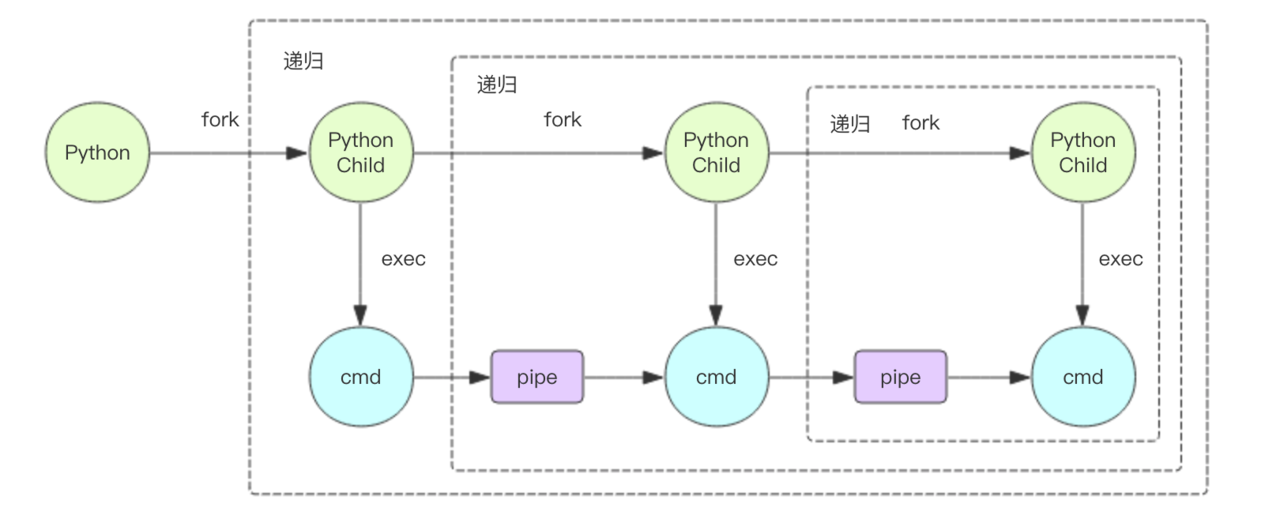 递归
递归
fork
fork
递归 fork
Python
Python
Child
Python
Child
Python
Child
exec
exec
exec
cmd
pipe
cmd
pipe
cmd